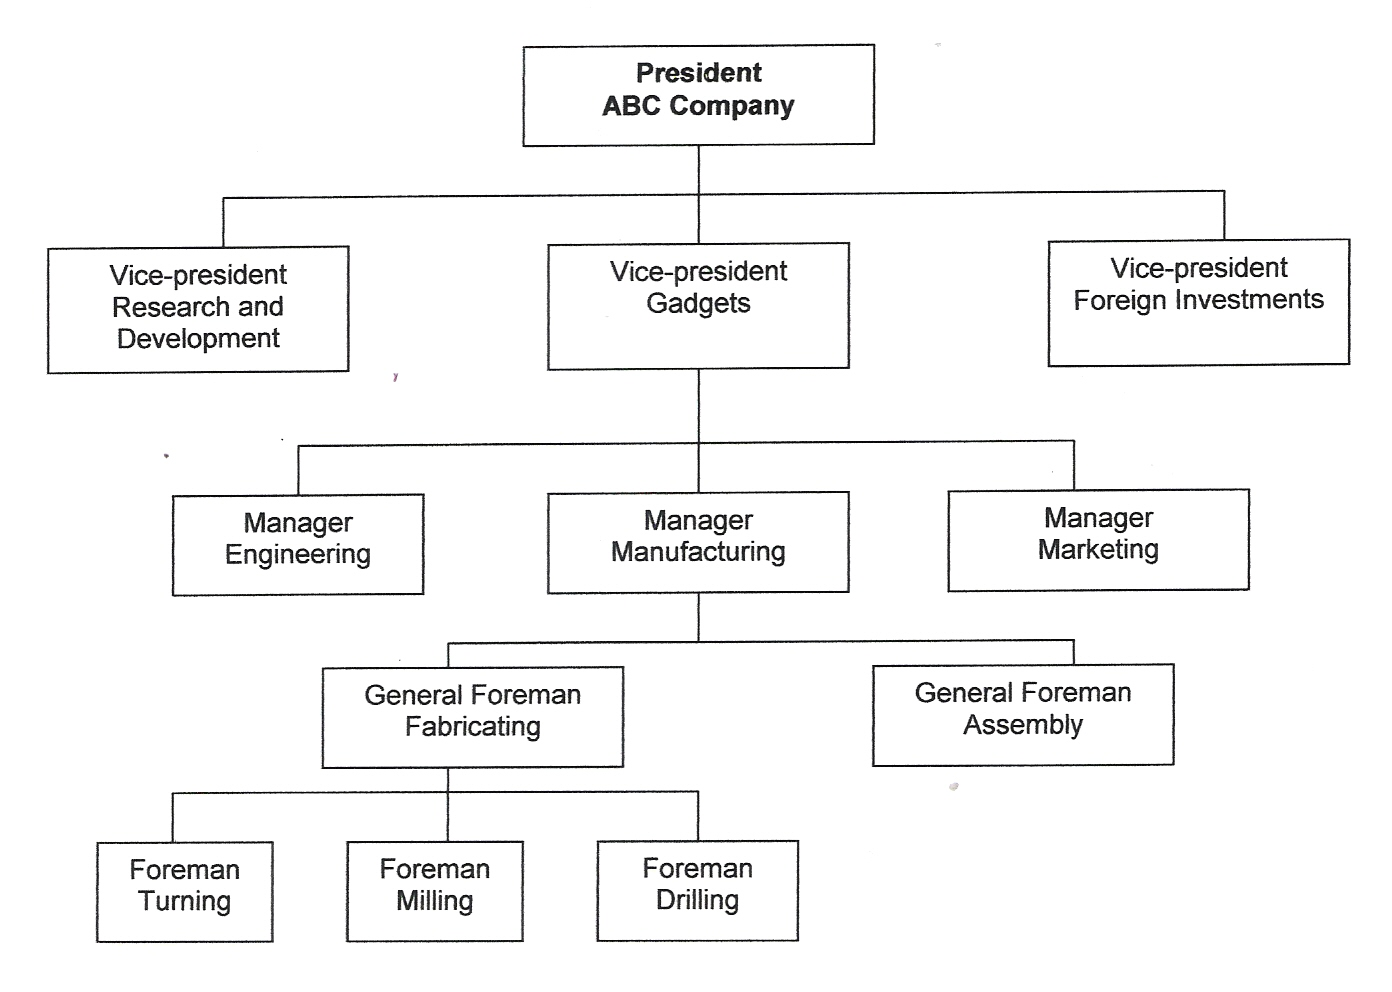 President
ABC Company
Vice-president
Research and
Development
Vice-president
Gadgets
Vice-president
Foreign Investments
Manager
Engineering
Manager
Manufacturing
Manager
Marketing
General Foreman
Fabricating
General Foreman
Assembly
Foreman
Turning
Foreman
Milling
Foreman
Drilling